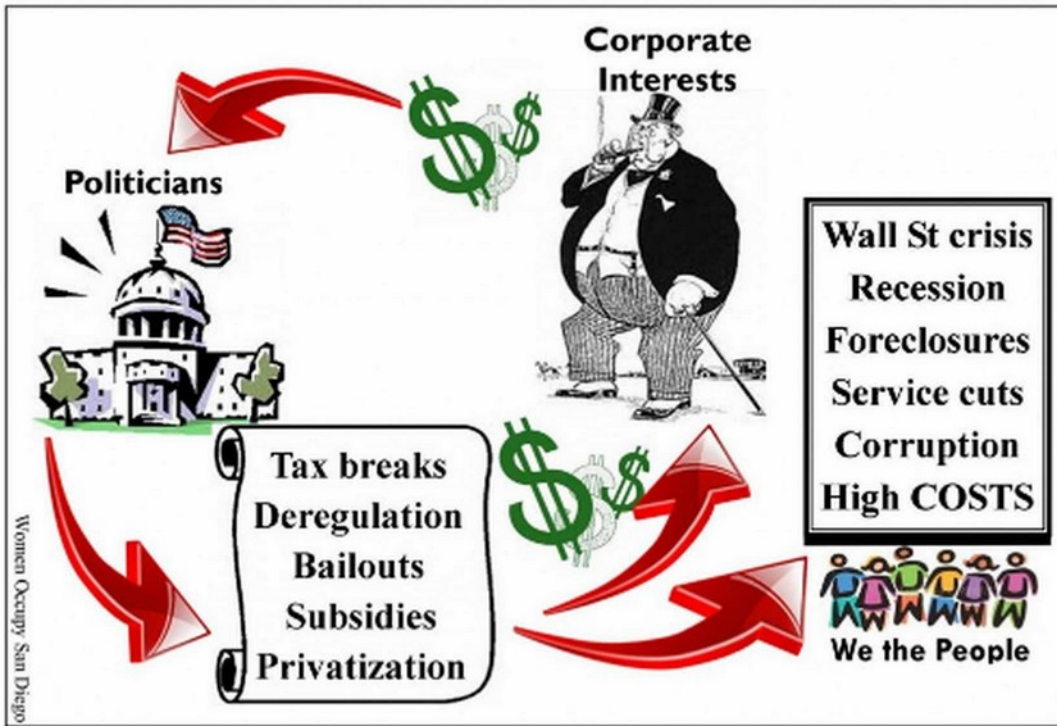 Corporate
Interests
Politicians
Wall St crisis
Recession
Foreclosures
Service cuts
Corruption
High COSTS
Tax breaks
Deregulation
Bailouts
Subsidies
Privatization
We the People
Women Occupy San Diego